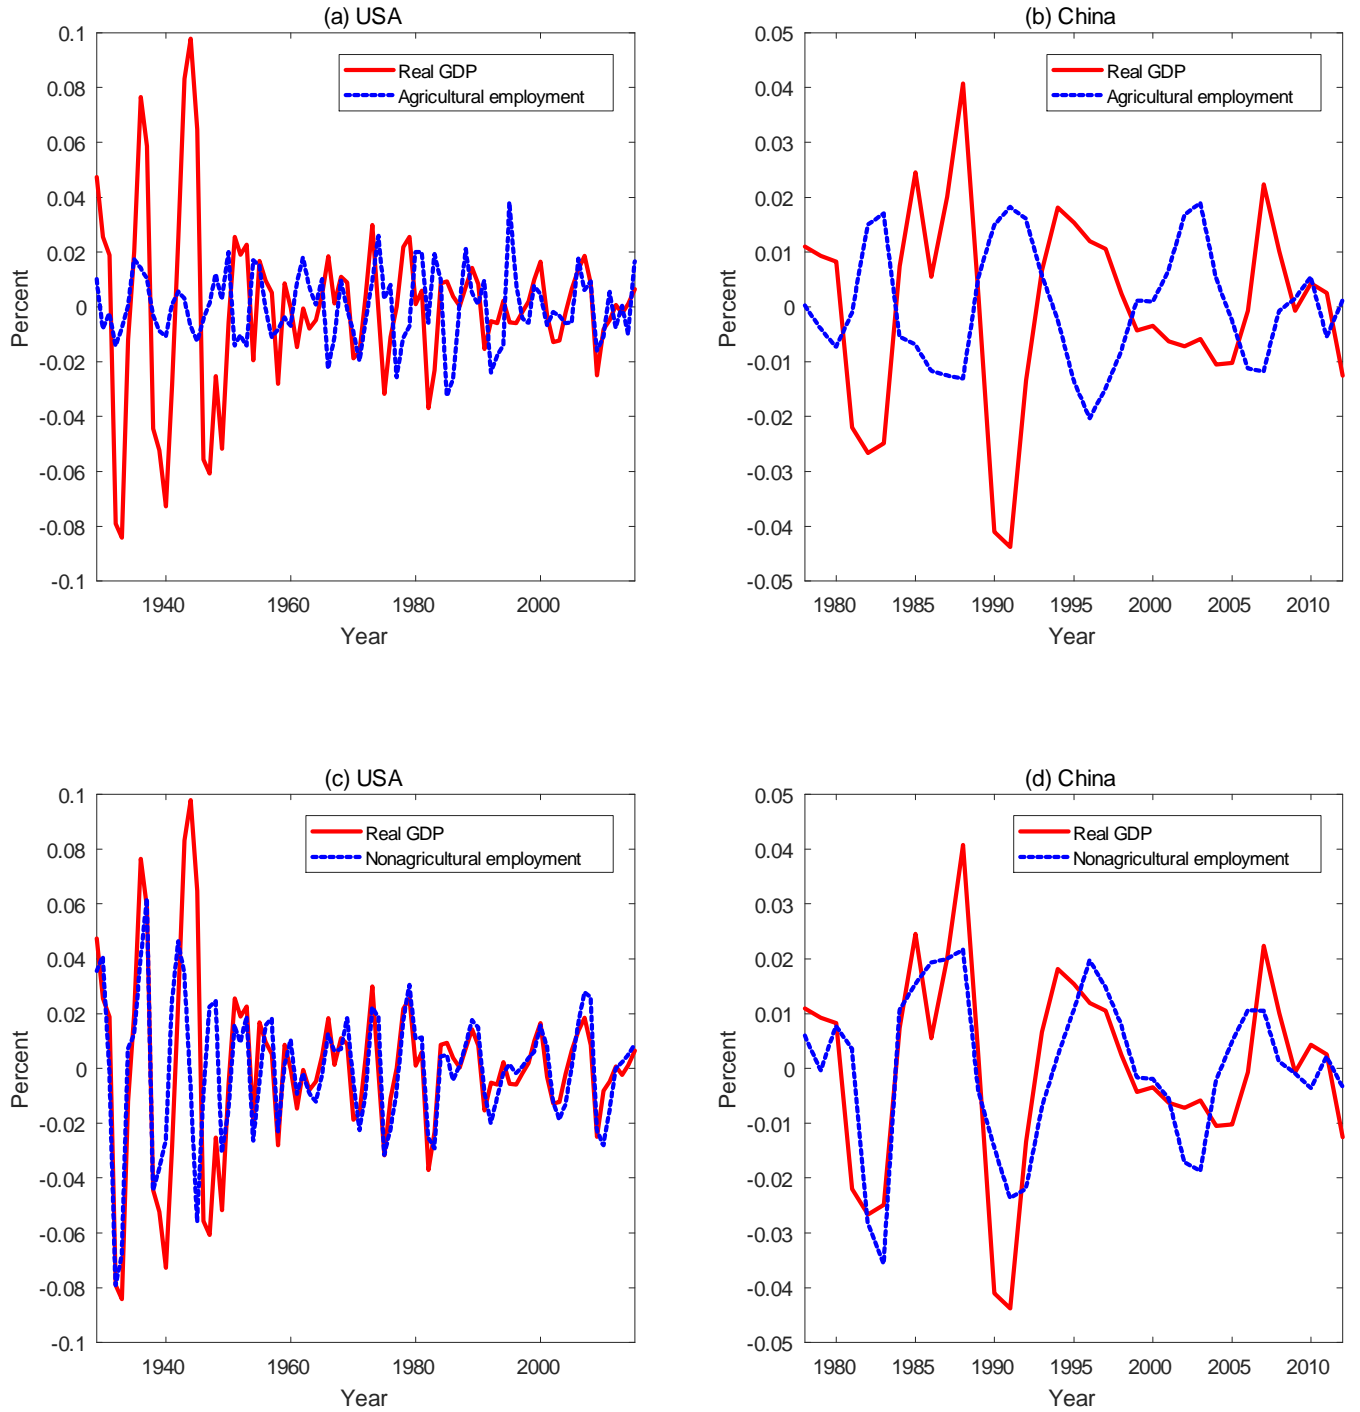 (a) USA
0.1
0.08
0.06
0.04
0.02
0
-0.02
-0.04
-0.06
-0.08
-0.1
Percent
Real GDP
Agricultural employment
1940 1960 1980 2000
Year
(b) China
0.05
0.04
0.03
0.02
0.01
0
-0.01
-0.02
-0.03
-0.04
-0.05
Percent
Real GDP
Agricultural employment
1980 1985 1990 1995 2000 2005 2010
Year
(c) USA
0.1
0.08
0.06
0.04
0.02
0
-0.02
-0.04
-0.06
-0.08
-0.1
Percent
Real GDP
Nonagricultural employment
1940 1960 1980 2000
Year
(d) China
0.05
0.04
0.03
0.02
0.01
0
-0.01
-0.02
-0.03
-0.04
-0.05
Percent
Real GDP
Nonagricultural employment
1980 1985 1990 1995 2000 2005 2010
Year